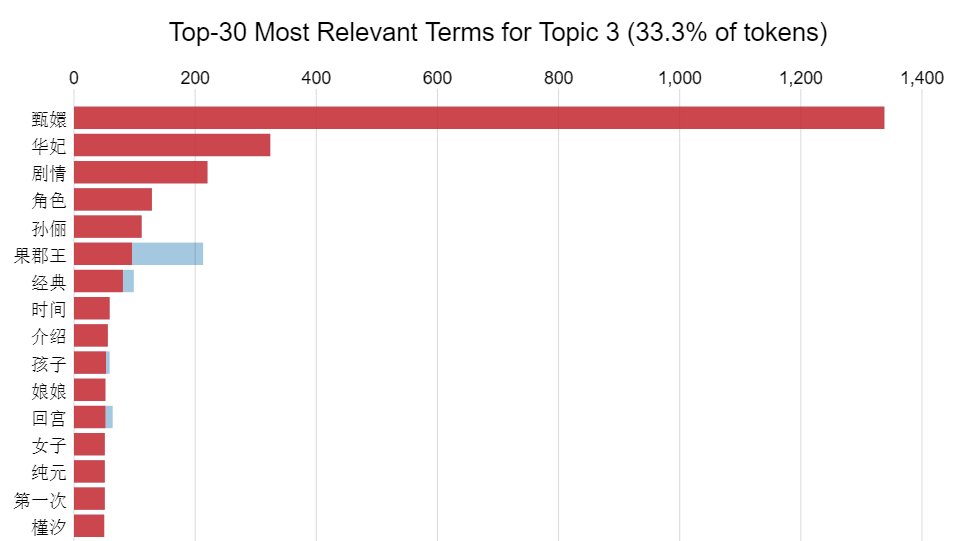 Top-30 Most Relevant Terms for Topic 3 (33.3% of tokens)
0 200 400 600 800 1,000 1,200 1,400
甄嬛
华妃
剧情
角色
孙俪
果郡王
经典
时间
介绍
孩子
娘娘
回宫
女子
纯元
第一次
槿汐